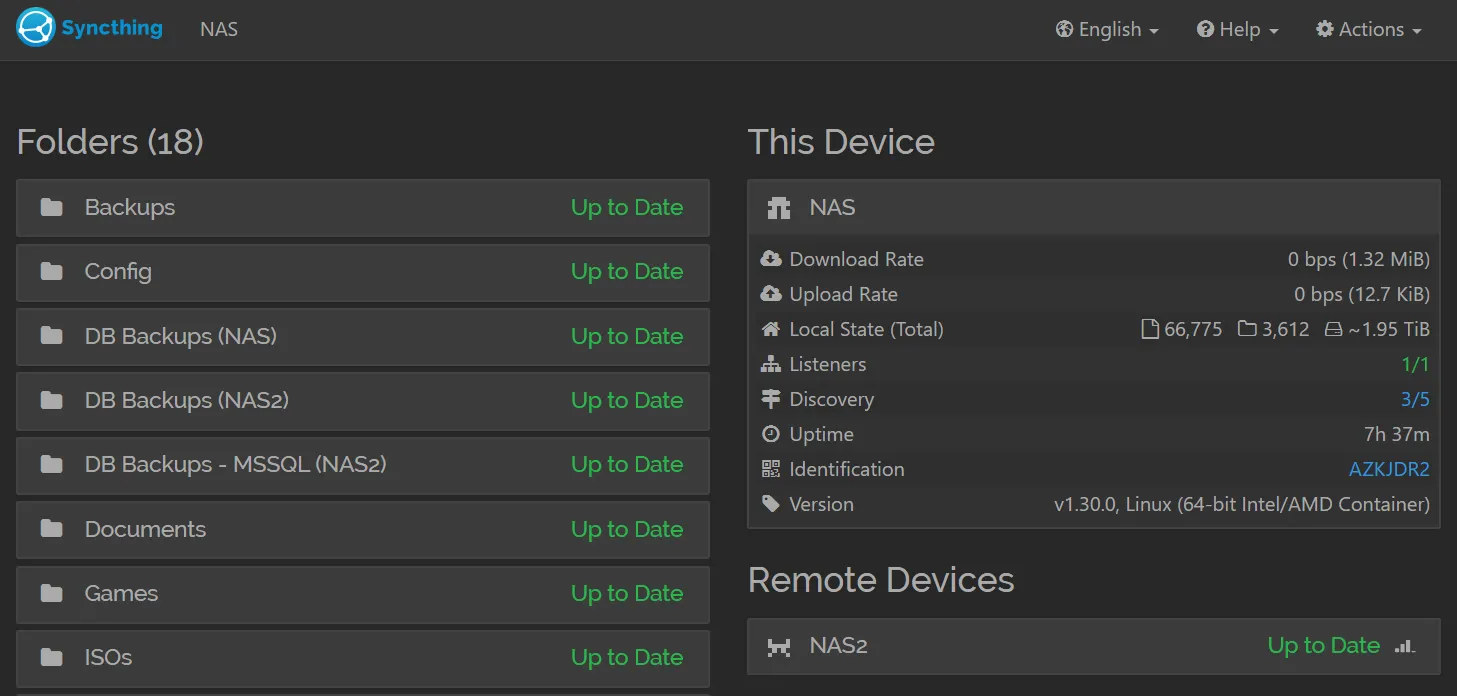 Syncthing NAS English Help Actions
Folders (18)
Backups Up to Date
Config Up to Date
DB Backups (NAS) Up to Date
DB Backups (NAS2) Up to Date
DB Backups - MSSQL (NAS2) Up to Date
Documents Up to Date
Games Up to Date
ISOs Up to Date
This Device
NAS
Download Rate 0 bps (1.32 MiB)
Upload Rate 0 bps (12.7 KiB)
Local State (Total) 66,775 3,612 ~1.95 TiB
Listeners 1/1
Discovery 3/5
Uptime 7h 37m
Identification AZKJDR2
Version v1.30.0, Linux (64-bit Intel/AMD Container)
Remote Devices
NAS2 Up to Date